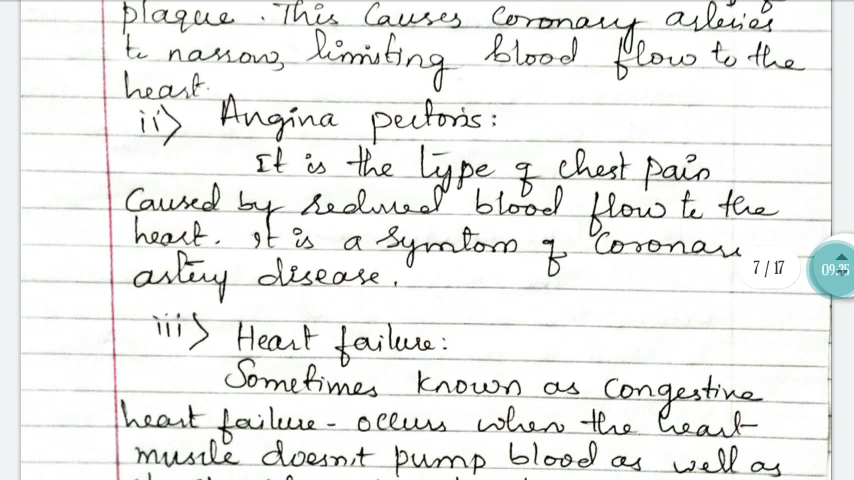 plaque. This causes coronary arteries
to narrow, limiting blood flow to the
heart.
ii> Angina pectoris:
It is the type of chest pain
caused by reduced blood flow to the
heart. It is a Symtom of Coronary
artery disease.
7 / 17
09:25
iii> Heart failure:
Sometimes known as congestive
heart failure - occurs when the heart
muscle doesn't pump blood as well as